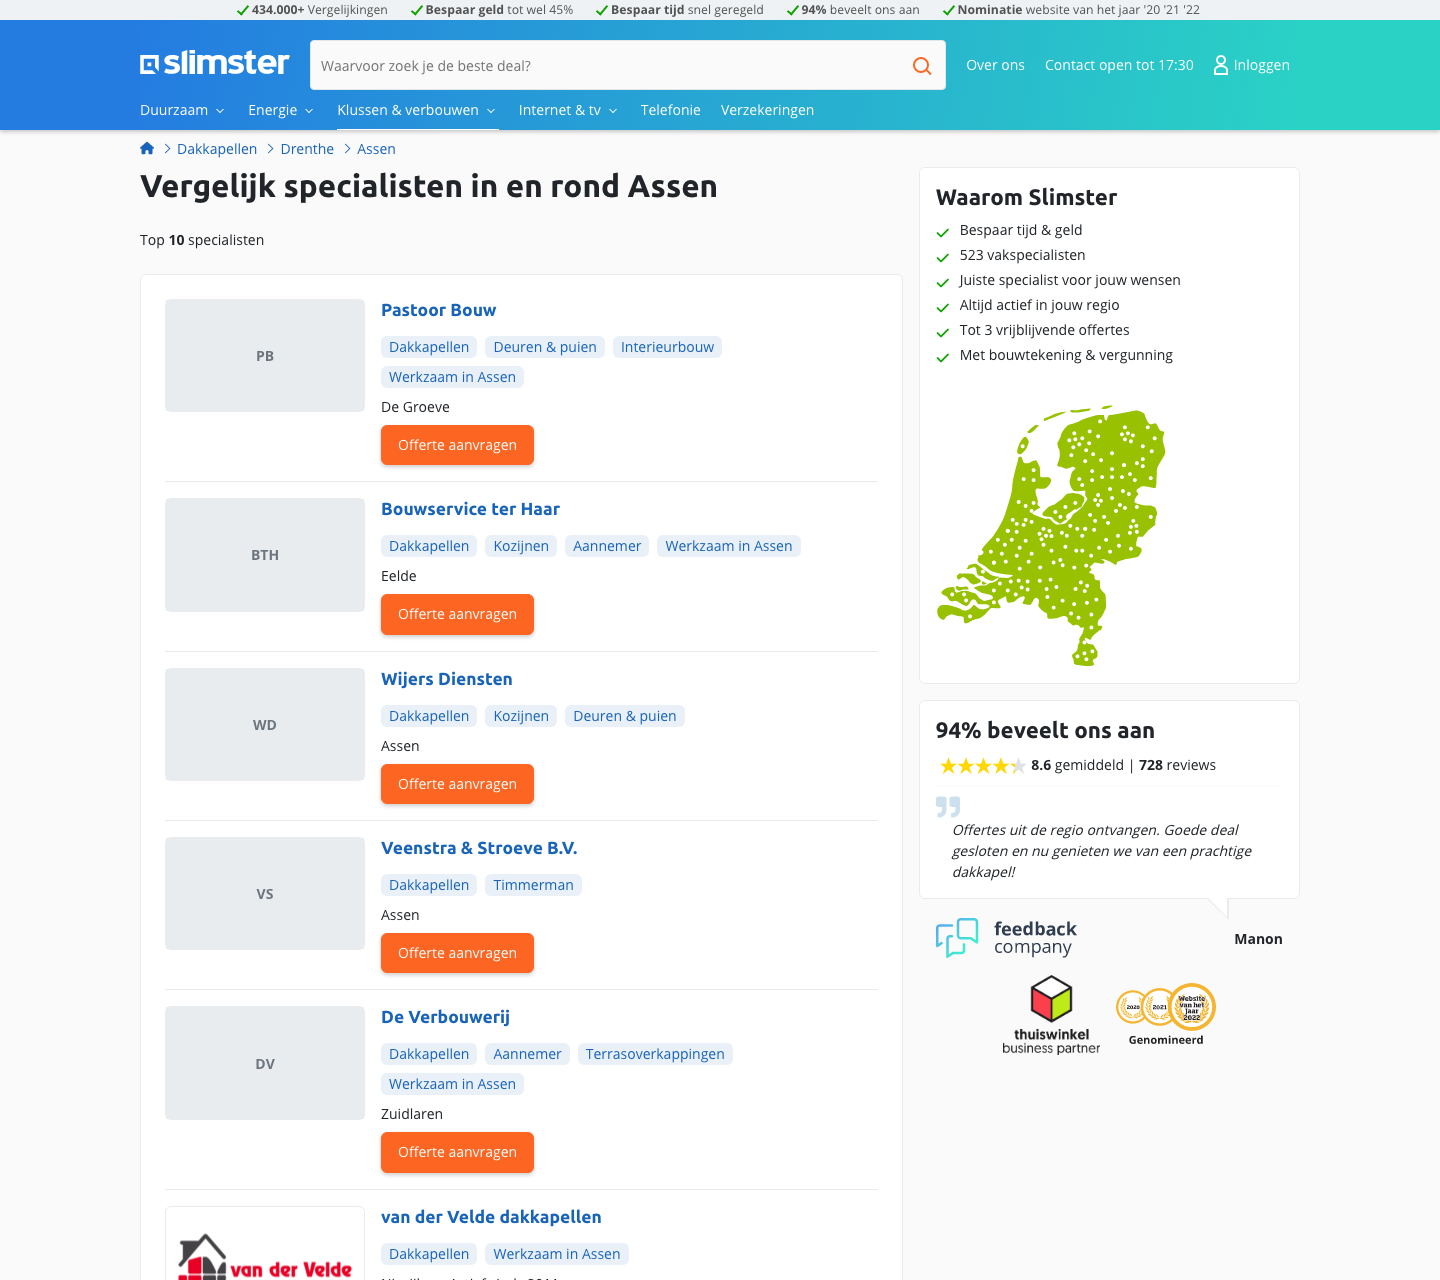 434.000+ Vergelijkingen Bespaar geld tot wel 45% Bespaar tijd snel geregeld 94% beveelt ons aan Nominatie website van het jaar '20 '21 '22
slimster
Waarvoor zoek je de beste deal?
Over ons Contact open tot 17:30 Inloggen
Duurzaam Energie Klussen & verbouwen Internet & tv Telefonie Verzekeringen
Dakkapellen Drenthe Assen
Vergelijk specialisten in en rond Assen
Top 10 specialisten
PB
Pastoor Bouw
Dakkapellen Deuren & puien Interieurbouw
Werkzaam in Assen
De Groeve
Offerte aanvragen
BTH
Bouwservice ter Haar
Dakkapellen Kozijnen Aannemer Werkzaam in Assen
Eelde
Offerte aanvragen
WD
Wijers Diensten
Dakkapellen Kozijnen Deuren & puien
Assen
Offerte aanvragen
VS
Veenstra & Stroeve B.V.
Dakkapellen Timmerman
Assen
Offerte aanvragen
DV
De Verbouwerij
Dakkapellen Aannemer Terrasoverkappingen
Werkzaam in Assen
Zuidlaren
Offerte aanvragen
van der Velde
van der Velde dakkapellen
Dakkapellen Werkzaam in Assen
Waarom Slimster
Bespaar tijd & geld
523 vakspecialisten
Juiste specialist voor jouw wensen
Altijd actief in jouw regio
Tot 3 vrijblijvende offertes
Met bouwtekening & vergunning
94% beveelt ons aan
8.6 gemiddeld | 728 reviews
Offertes uit de regio ontvangen. Goede deal
gesloten en nu genieten we van een prachtige
dakkapel!
feedback
company
Manon
thuiswinkel
business partner
2020 2021 Website
van het
Jaar
2022
Genomineerd